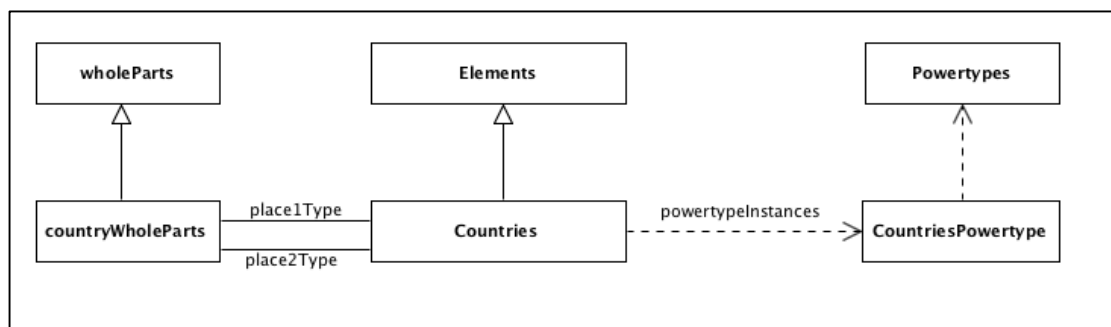 wholeParts
Elements
Powertypes
place1Type
powertypeInstances
countryWholeParts
Countries
CountriesPowertype
place2Type